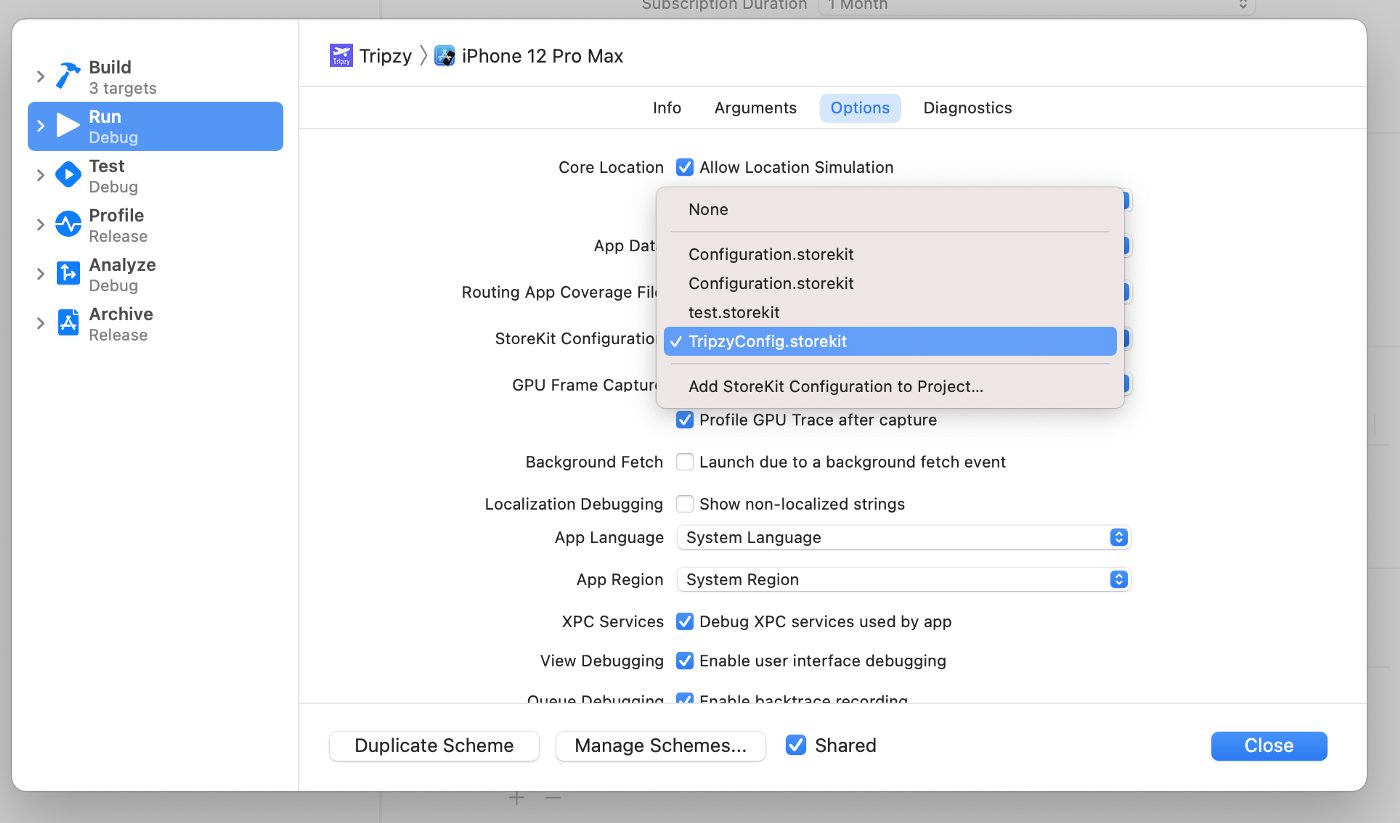 Subscription Duration 1 Month
Tripzy
Tripzy
iPhone 12 Pro Max
Build
3 targets
Run
Debug
Test
Debug
Profile
Release
Analyze
Debug
Archive
Release
Info Arguments Options Diagnostics
Core Location Allow Location Simulation
None
App Dat
Configuration.storekit
Configuration.storekit
Routing App Coverage File
test.storekit
StoreKit Configuration
TripzyConfig.storekit
GPU Frame Capture
Add StoreKit Configuration to Project...
Profile GPU Trace after capture
Background Fetch Launch due to a background fetch event
Localization Debugging Show non-localized strings
App Language System Language
App Region System Region
XPC Services Debug XPC services used by app
View Debugging Enable user interface debugging
Queue Debugging Enable backtrace recording
Duplicate Scheme Manage Schemes... Shared Close